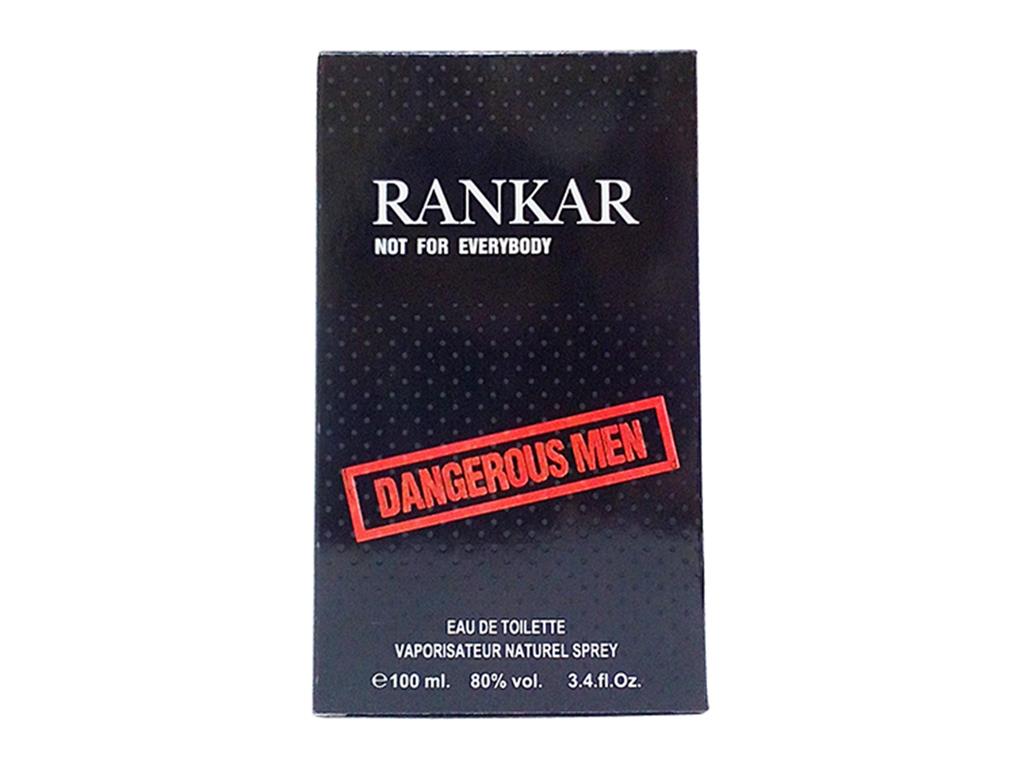 RANKAR
NOT FOR EVERYBODY
DANGEROUS MEN
EAU DE TOILETTE
VAPORISATEUR NATUREL SPREY
℮100 ml. 80% vol. 3.4.fl.Oz.